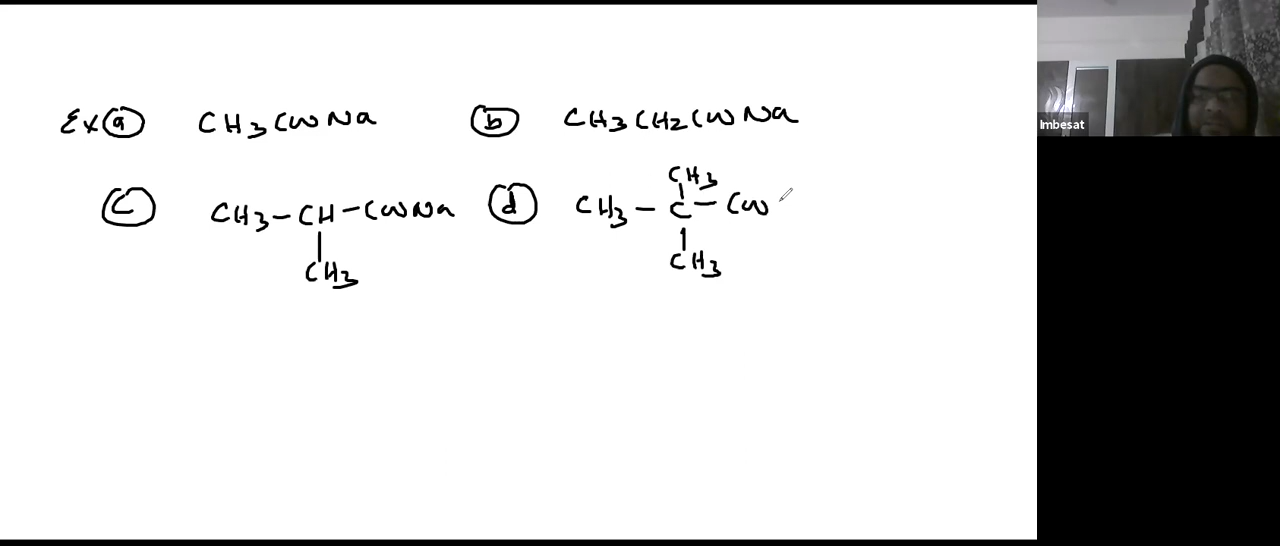 Ex (a) CH3COONa (b) CH3CH2COONa
CH3
(c) CH3-CH-COONa (d) CH3-C-COO
CH3 CH3
Imbesat